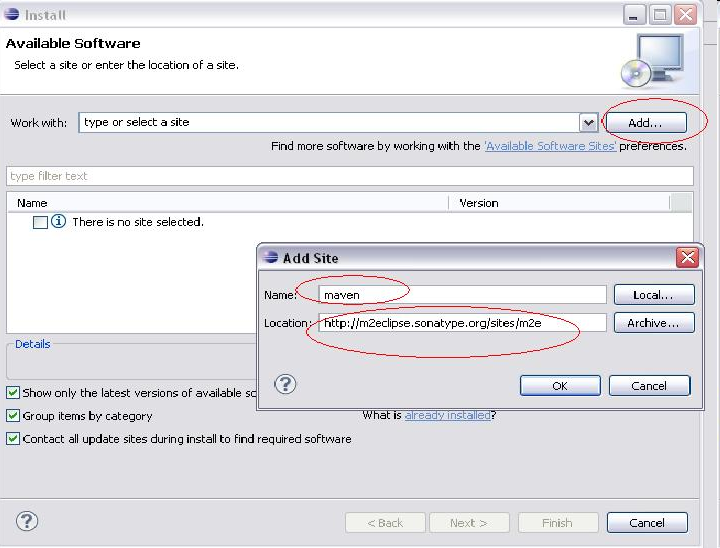 Install
Available Software
Select a site or enter the location of a site.
Work with: type or select a site Add...
Find more software by working with the 'Available Software Sites' preferences.
type filter text
Name Version
There is no site selected.
Add Site
Name: maven Local...
Location: http://m2eclipse.sonatype.org/sites/m2e Archive...
OK Cancel
Details
Show only the latest versions of available
Group items by category What is already installed?
Contact all update sites during install to find required software
< Back Next > Finish Cancel